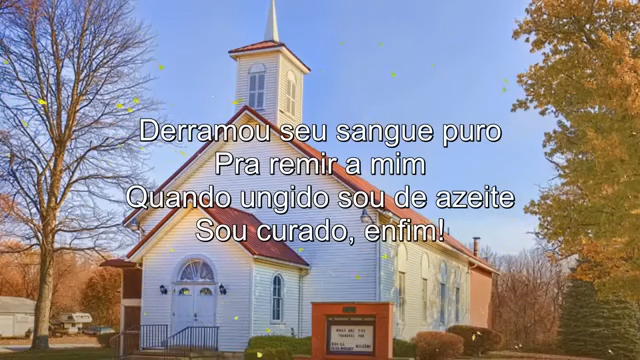 Derramou seu sangue puro
Pra remir a mim
Quando ungido sou de azeite
Sou curado, enfim!